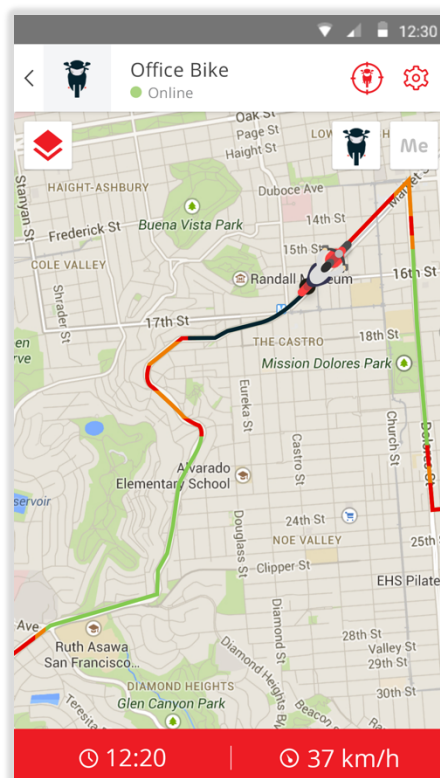 12:30
Office Bike
Online
Me
Oak St
Page St
Haight St
HAIGHT-ASHBURY
Stanyan St
Duboce Ave
Market St
Frederick St
Buena Vista Park
14th St
15th St
COLE VALLEY
Shrader St
Randall
16th St
17th St
THE CASTRO
18th St
Mission Dolores Park
Eureka St
Castro St
Church St
Dolores St
Alvarado
Elementary School
Douglass St
24th St
NOE VALLEY
25th
Clipper St
EHS Pilate
Ave
Ruth Asawa
San Francisco...
Diamond St
28th St
Valley St
29th St
30th St
DIAMOND HEIGHTS
Diamond Heights B
Glen Canyon Park
Teresita
Beacon
12:20
37 km/h